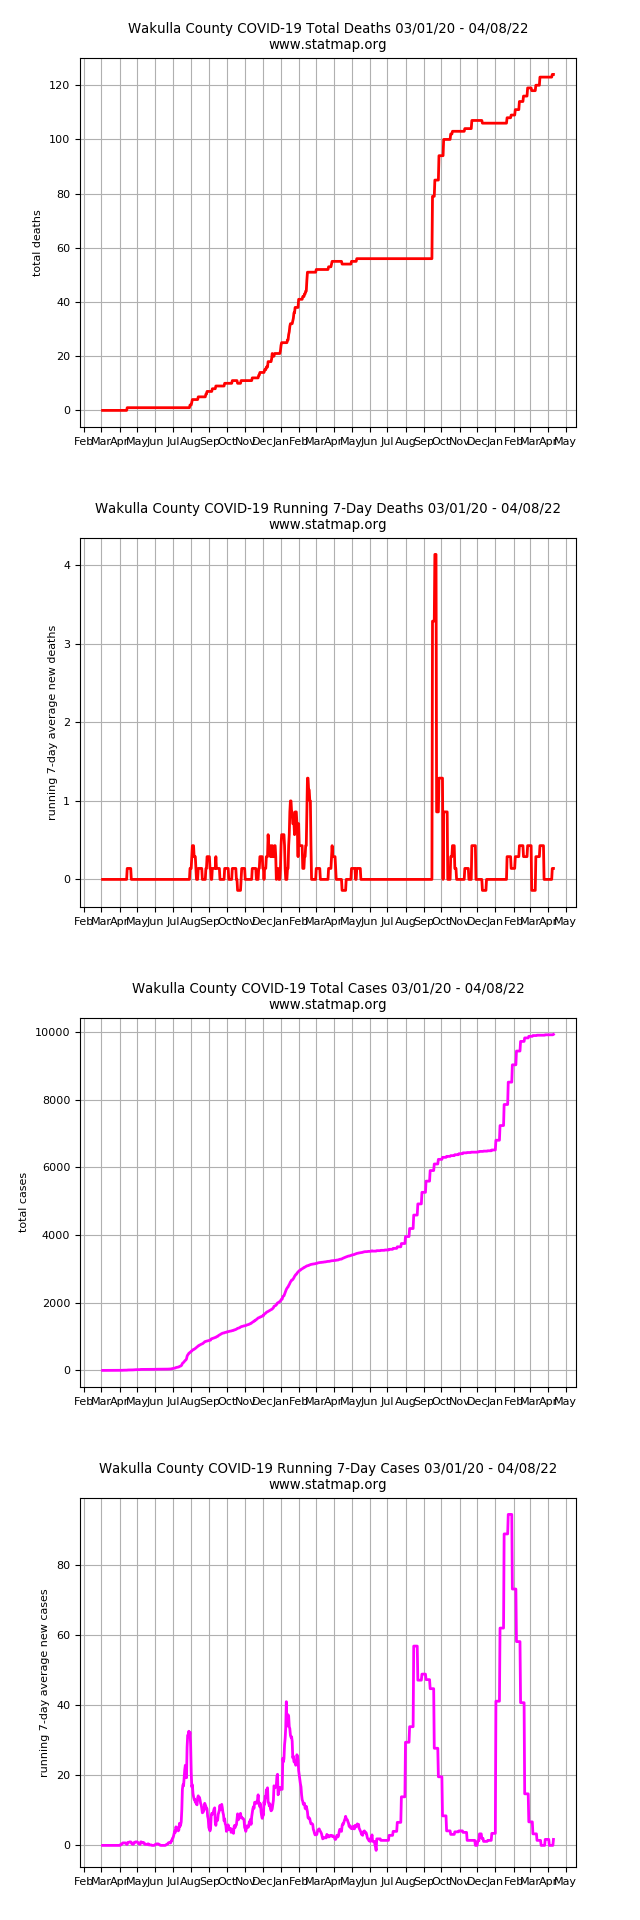 Wakulla County COVID-19 Total Deaths 03/01/20 - 04/08/22
www.statmap.org
120
100
80
60
40
20
0
total deaths
Feb Mar Apr May Jun Jul Aug Sep Oct Nov Dec Jan Feb Mar Apr May Jun Jul Aug Sep Oct Nov Dec Jan Feb Mar Apr May
Wakulla County COVID-19 Running 7-Day Deaths 03/01/20 - 04/08/22
www.statmap.org
4
3
2
1
0
running 7-day average new deaths
Feb Mar Apr May Jun Jul Aug Sep Oct Nov Dec Jan Feb Mar Apr May Jun Jul Aug Sep Oct Nov Dec Jan Feb Mar Apr May
Wakulla County COVID-19 Total Cases 03/01/20 - 04/08/22
www.statmap.org
10000
8000
6000
4000
2000
0
total cases
Feb Mar Apr May Jun Jul Aug Sep Oct Nov Dec Jan Feb Mar Apr May Jun Jul Aug Sep Oct Nov Dec Jan Feb Mar Apr May
Wakulla County COVID-19 Running 7-Day Cases 03/01/20 - 04/08/22
www.statmap.org
80
60
40
20
0
running 7-day average new cases
Feb Mar Apr May Jun Jul Aug Sep Oct Nov Dec Jan Feb Mar Apr May Jun Jul Aug Sep Oct Nov Dec Jan Feb Mar Apr May